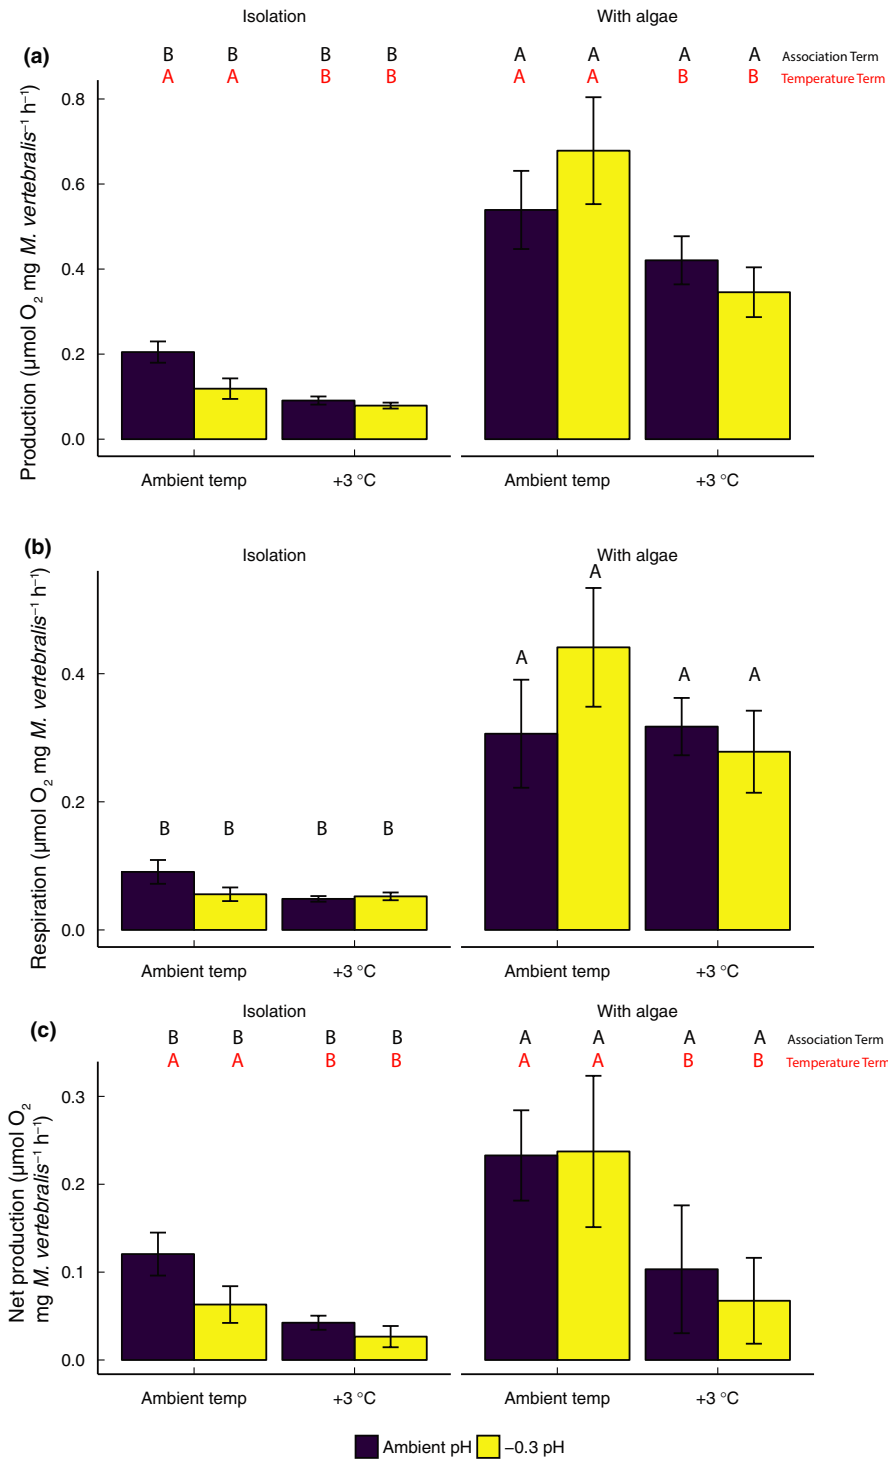 Isolation With algae
(a) B B B B A A A A Association Term
A A B B A A B B Temperature Term
0.8
0.6
0.4
0.2
0.0
Production (µmol O₂ mg M. vertebralis⁻¹ h⁻¹)
Ambient temp +3 °C Ambient temp +3 °C
(b)
Isolation With algae
A
A
A A
B B B B
0.4
0.2
0.0
Respiration (µmol O₂ mg M. vertebralis⁻¹ h⁻¹)
Ambient temp +3 °C Ambient temp +3 °C
Isolation With algae
(c) B B B B A A A A Association Term
A A B B A A B B Temperature Term
0.3
0.2
0.1
0.0
Net production (µmol O₂
mg M. vertebralis⁻¹ h⁻¹)
Ambient temp +3 °C Ambient temp +3 °C
Ambient pH −0.3 pH